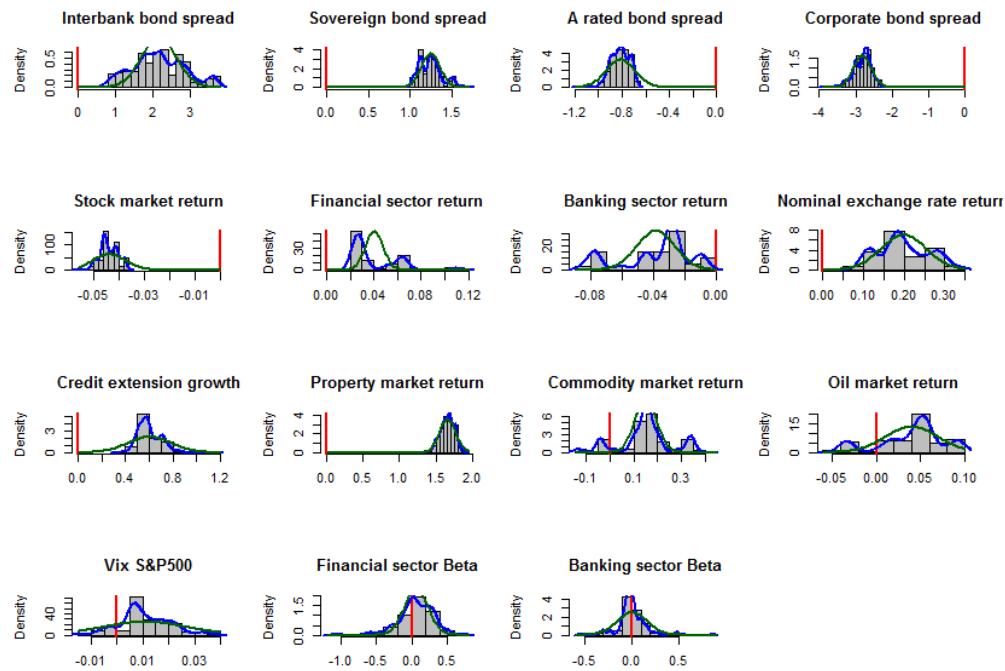 Interbank bond spread
Density
0.0 0.5
0 1 2 3
Sovereign bond spread
Density
0 2 4
0.0 0.5 1.0 1.5
A rated bond spread
Density
0 2 4
-1.2 -0.8 -0.4 0.0
Corporate bond spread
Density
0.0 1.5
-4 -3 -2 -1 0
Stock market return
Density
0 100
-0.05 -0.03 -0.01
Financial sector return
Density
0 30
0.00 0.04 0.08 0.12
Banking sector return
Density
0 20
-0.08 -0.04 0.00
Nominal exchange rate return
Density
0 4 8
0.00 0.10 0.20 0.30
Credit extension growth
Density
0 3
0.0 0.4 0.8 1.2
Property market return
Density
0 2 4
0.0 0.5 1.0 1.5 2.0
Commodity market return
Density
0 3 6
-0.1 0.1 0.3
Oil market return
Density
0 15
-0.05 0.00 0.05 0.10
Vix S&P500
Density
0 40
-0.01 0.01 0.03
Financial sector Beta
Density
0.0 1.5
-1.0 -0.5 0.0 0.5
Banking sector Beta
Density
0 2 4
-0.5 0.0 0.5